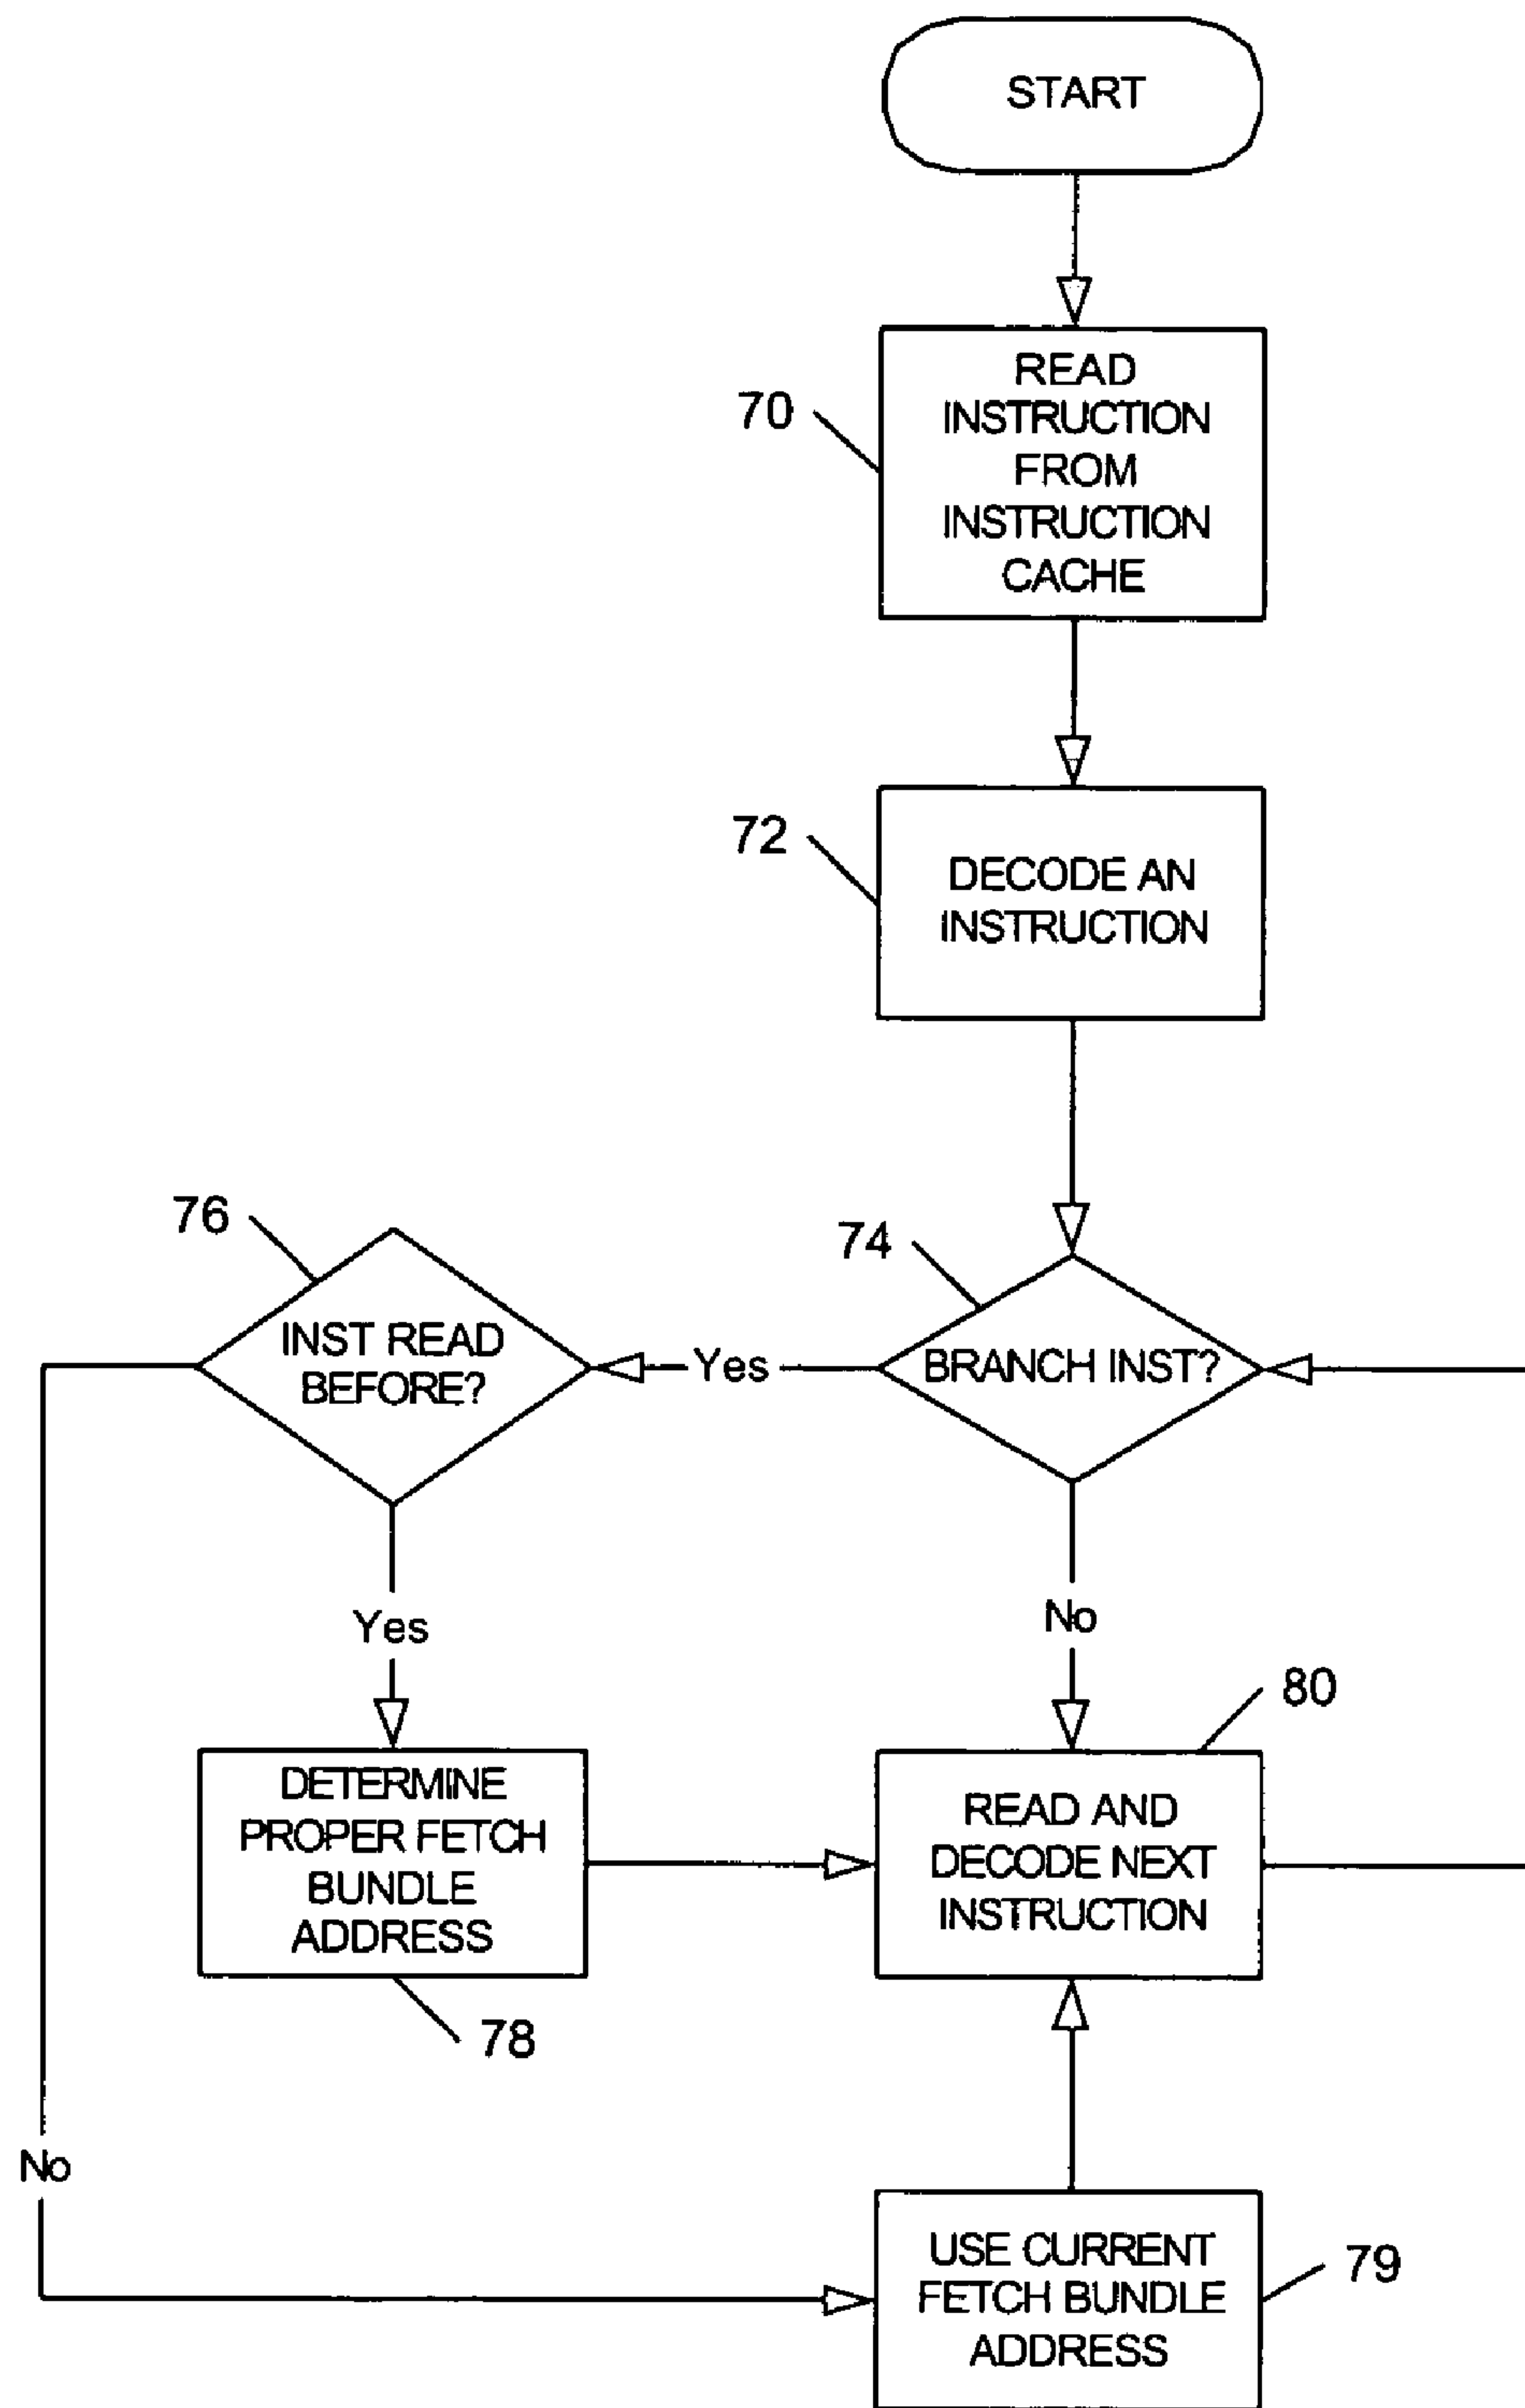 START
70
READ
INSTRUCTION
FROM
INSTRUCTION
CACHE
72
DECODE AN
INSTRUCTION
76
74
INST READ
BEFORE?
Yes
BRANCH INST?
Yes
No
80
DETERMINE
PROPER FETCH
BUNDLE
ADDRESS
READ AND
DECODE NEXT
INSTRUCTION
78
No
USE CURRENT
FETCH BUNDLE
ADDRESS
79